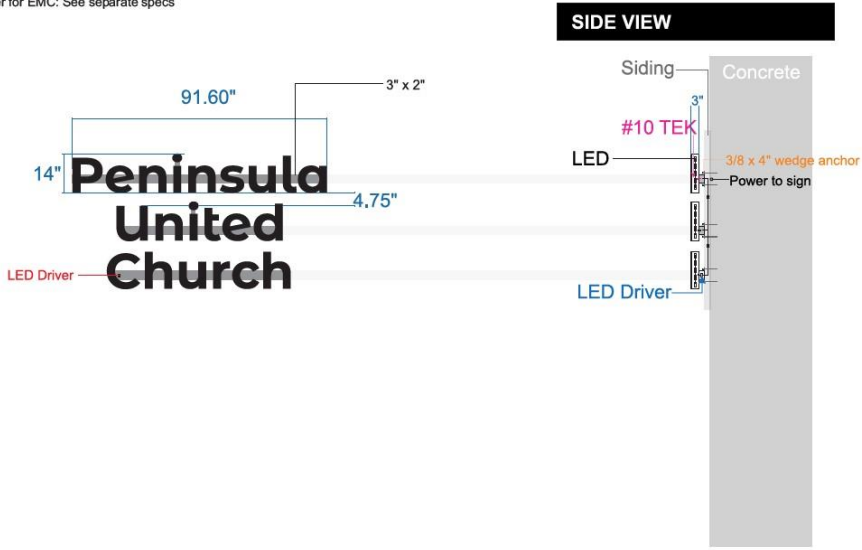 for EMC: See separate specs
SIDE VIEW
Siding
Concrete
3" x 2"
91.60"
3"
#10 TEK
14"
Peninsula
LED
3/8 x 4" wedge anchor
Power to sign
4.75"
United
LED Driver
Church
LED Driver